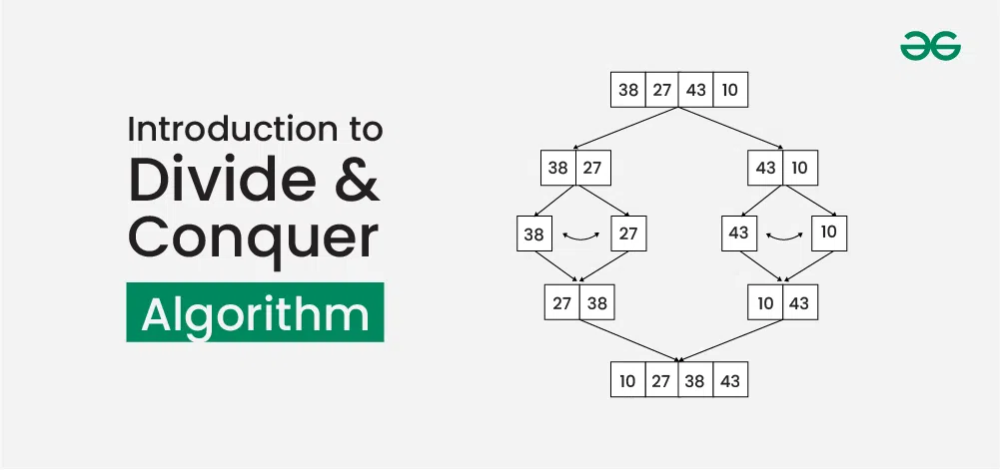 Introduction to
Divide &
Conquer
Algorithm
38 27 43 10
38 27
43 10
38
27
43
10
27 38
10 43
10 27 38 43